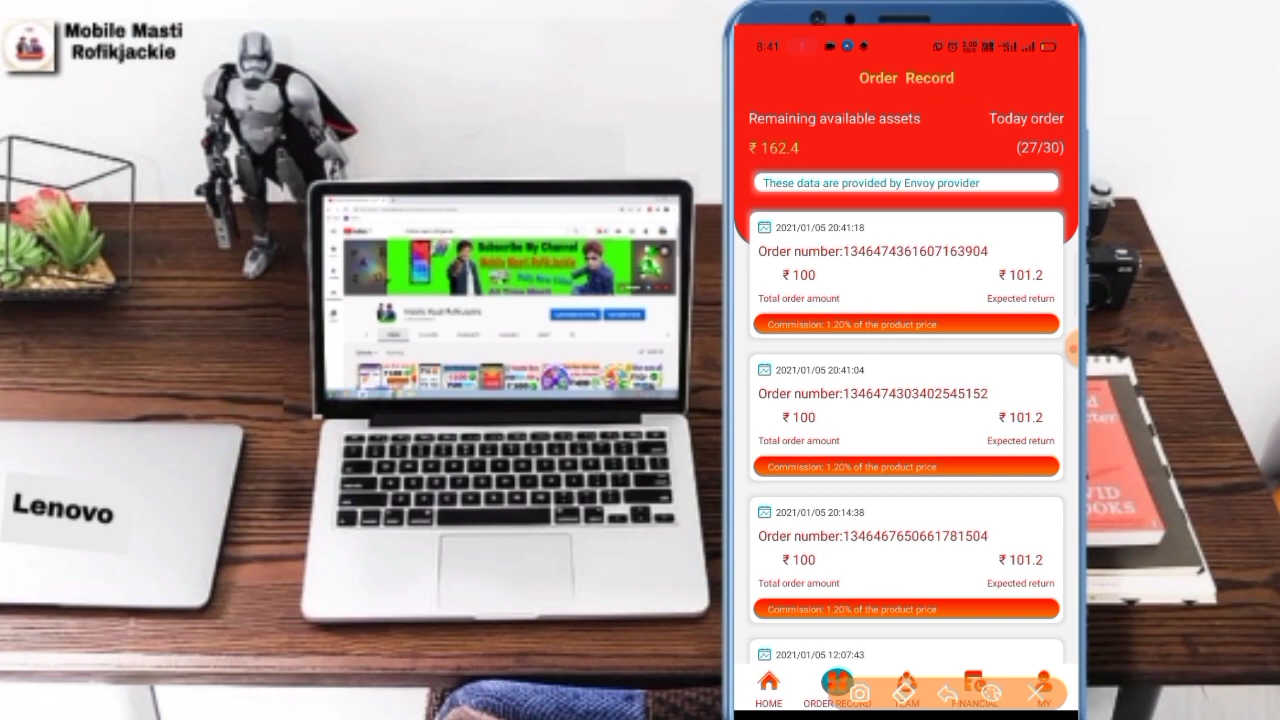 Mobile Masti
Rofikjackie
Lenovo
Subscribe My Channel
Mobile Masti Rofikjackie
8:41
Order Record
Remaining available assets
Today order
₹ 162.4
(27/30)
These data are provided by Envoy provider
2021/01/05 20:41:18
Order number:1346474361607163904
₹ 100
₹ 101.2
Total order amount
Expected return
Commission: 1.20% of the product price
2021/01/05 20:41:04
Order number:1346474303402545152
₹ 100
₹ 101.2
Total order amount
Expected return
Commission: 1.20% of the product price
2021/01/05 20:14:38
Order number:1346467650661781504
₹ 100
₹ 101.2
Total order amount
Expected return
Commission: 1.20% of the product price
2021/01/05 12:07:43
HOME
ORDER RECORD
TEAM
FINANCIAL
MY